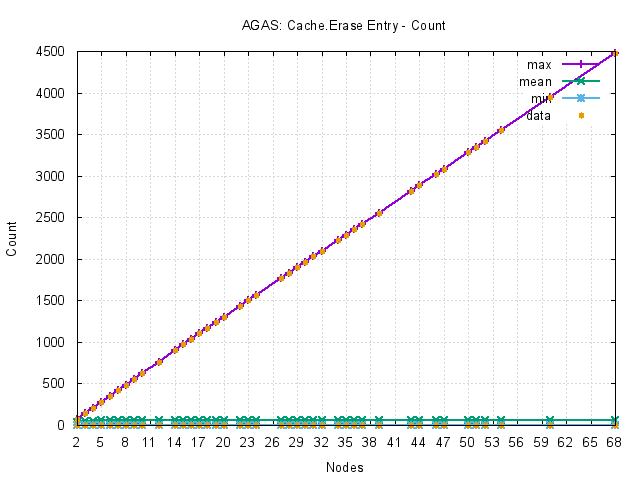 AGAS: Cache.Erase Entry - Count
4500
4000
3500
3000
2500
2000
1500
1000
500
0
Count
max
mean
min
data
2 5 8 11 14 17 20 23 26 29 32 35 38 41 44 47 50 53 56 59 62 65 68
Nodes